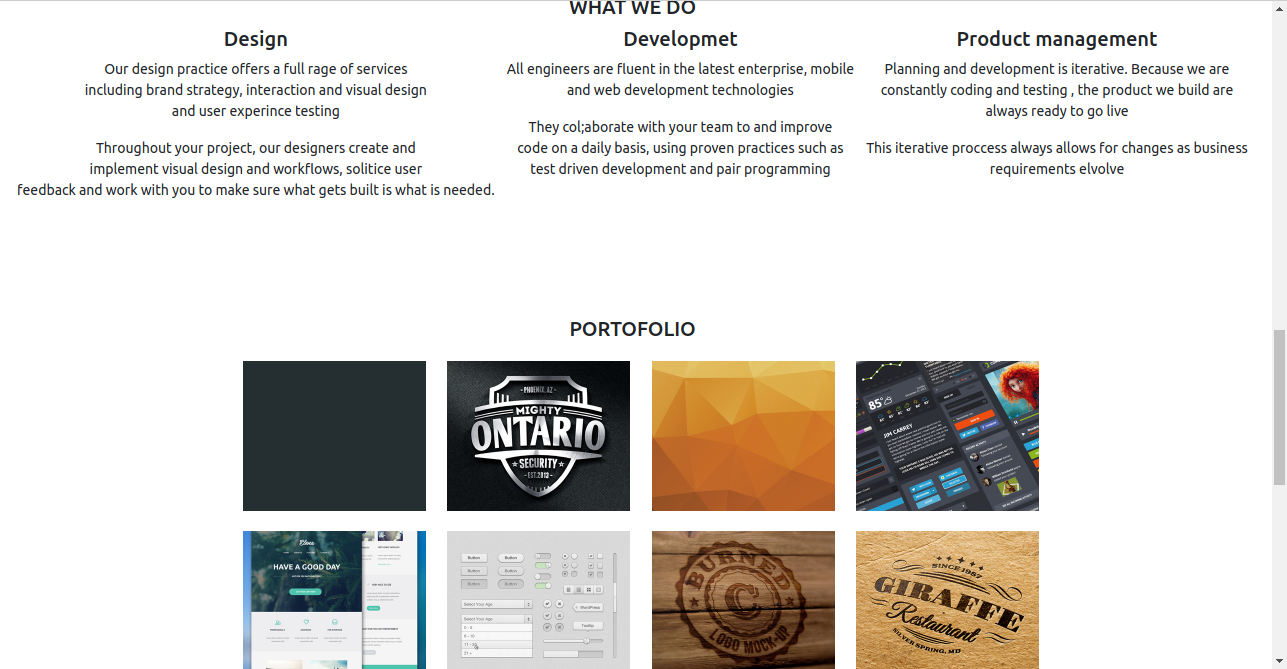 WHAT WE DO
Design
Our design practice offers a full rage of services
including brand strategy, interaction and visual design
and user experince testing
Throughout your project, our designers create and
implement visual design and workflows, solitice user
feedback and work with you to make sure what gets built is what is needed.
Developmet
All engineers are fluent in the latest enterprise, mobile
and web development technologies
They col;aborate with your team to and improve
code on a daily basis, using proven practices such as
test driven development and pair programming
Product management
Planning and development is iterative. Because we are
constantly coding and testing , the product we build are
always ready to go live
This iterative proccess always allows for changes as business
requirements elvolve
PORTOFOLIO
PHOENIX, AZ
MIGHTY
ONTARIO
SECURITY
EST.2013
85°
JIM CARREY
HAVE A GOOD DAY
Button Button
Button Button
Button Button
Select Your Age
WordPress
Select Your Age
Tooltip
0 - 5
6 - 10
21 +
BURNED
C
LOGO MOCK-UP
SINCE 1987
GIRAFFE
Restaurant
SILVER SPRING, MD